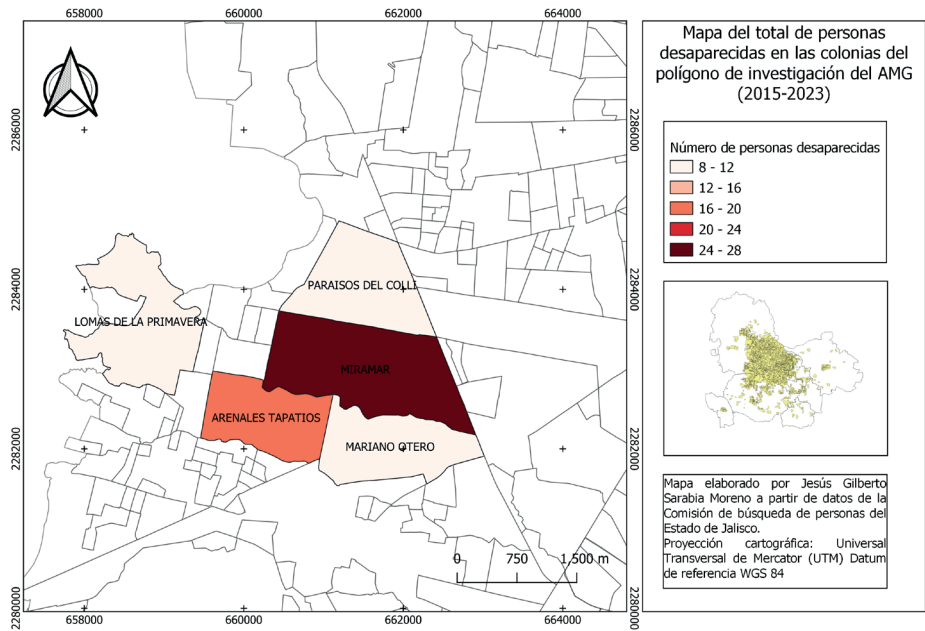 658000
660000
662000
664000
2286000
2284000
2282000
2280000
PARAISOS DEL COLLI
LOMAS DE LA PRIMAVERA
MIRAMAR
ARENALES TAPATIOS
MARIANO OTERO
0 750 1,500 m
2286000
2284000
2282000
2280000
658000
660000
662000
664000
Mapa del total de personas
desaparecidas en las colonias del
polígono de investigación del AMG
(2015-2023)
Número de personas desaparecidas
8 - 12
12 - 16
16 - 20
20 - 24
24 - 28
Mapa elaborado por Jesús Gilberto
Sarabia Moreno a partir de datos de la
Comisión de búsqueda de personas del
Estado de Jalisco.
Proyección cartográfica: Universal
Transversal de Mercator (UTM) Datum
de referencia WGS 84